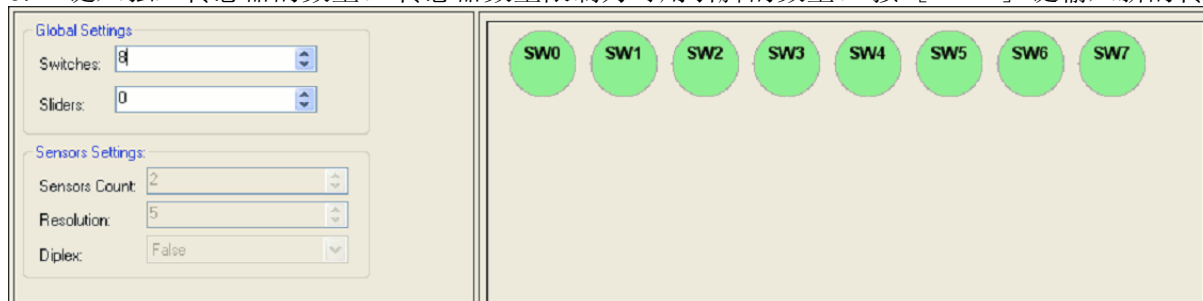 Global Settings
Switches: 8
Sliders: 0
Sensors Settings:
Sensors Count: 2
Resolution: 5
Diplex: False
SW0 SW1 SW2 SW3 SW4 SW5 SW6 SW7